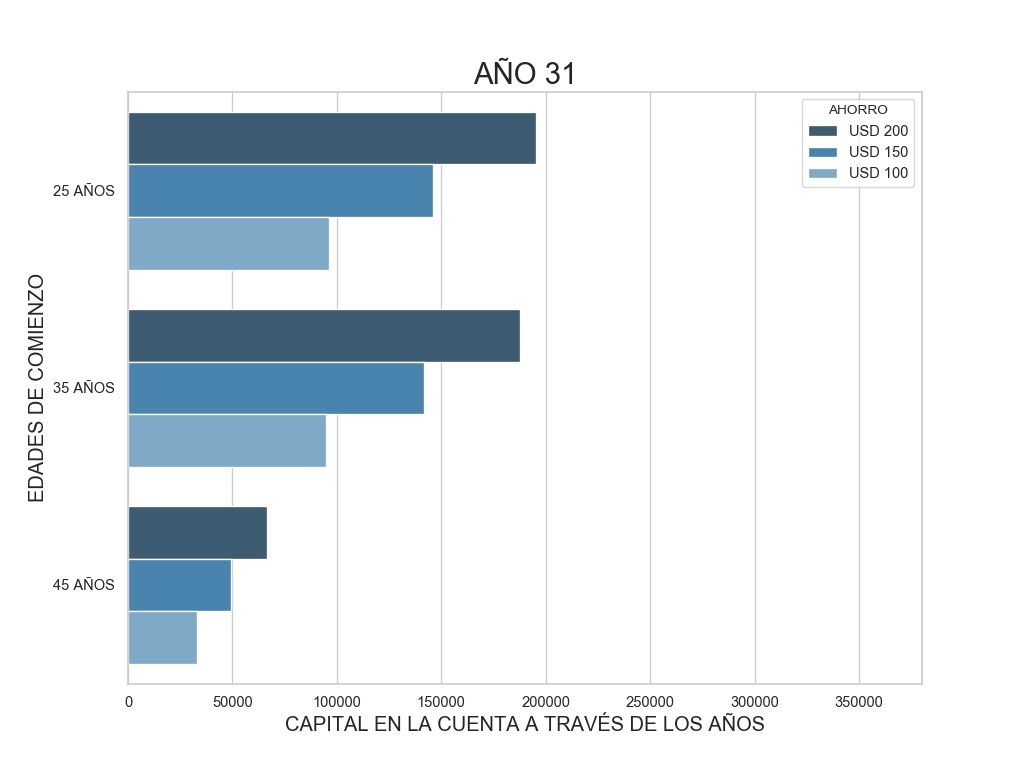 AÑO 31
AHORRO
USD 200
USD 150
USD 100
EDADES DE COMIENZO
25 AÑOS
35 AÑOS
45 AÑOS
0 50000 100000 150000 200000 250000 300000 350000
CAPITAL EN LA CUENTA A TRAVÉS DE LOS AÑOS